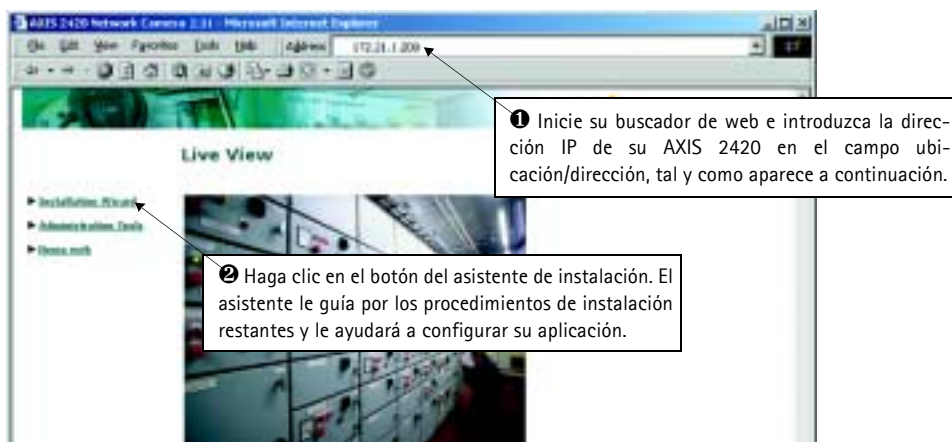 AXIS 2420 Network Camera 2.31 - Microsoft Internet Explorer
File Edit View Favorites Tools Help Address 172.21.1.200
❶ Inicie su buscador de web e introduzca la direc-
ción IP de su AXIS 2420 en el campo ubi-
cación/dirección, tal y como aparece a continuación.
Live View
Installation Wizard
Administration Tools
Demo web
❷ Haga clic en el botón del asistente de instalación. El
asistente le guía por los procedimientos de instalación
restantes y le ayudará a configurar su aplicación.